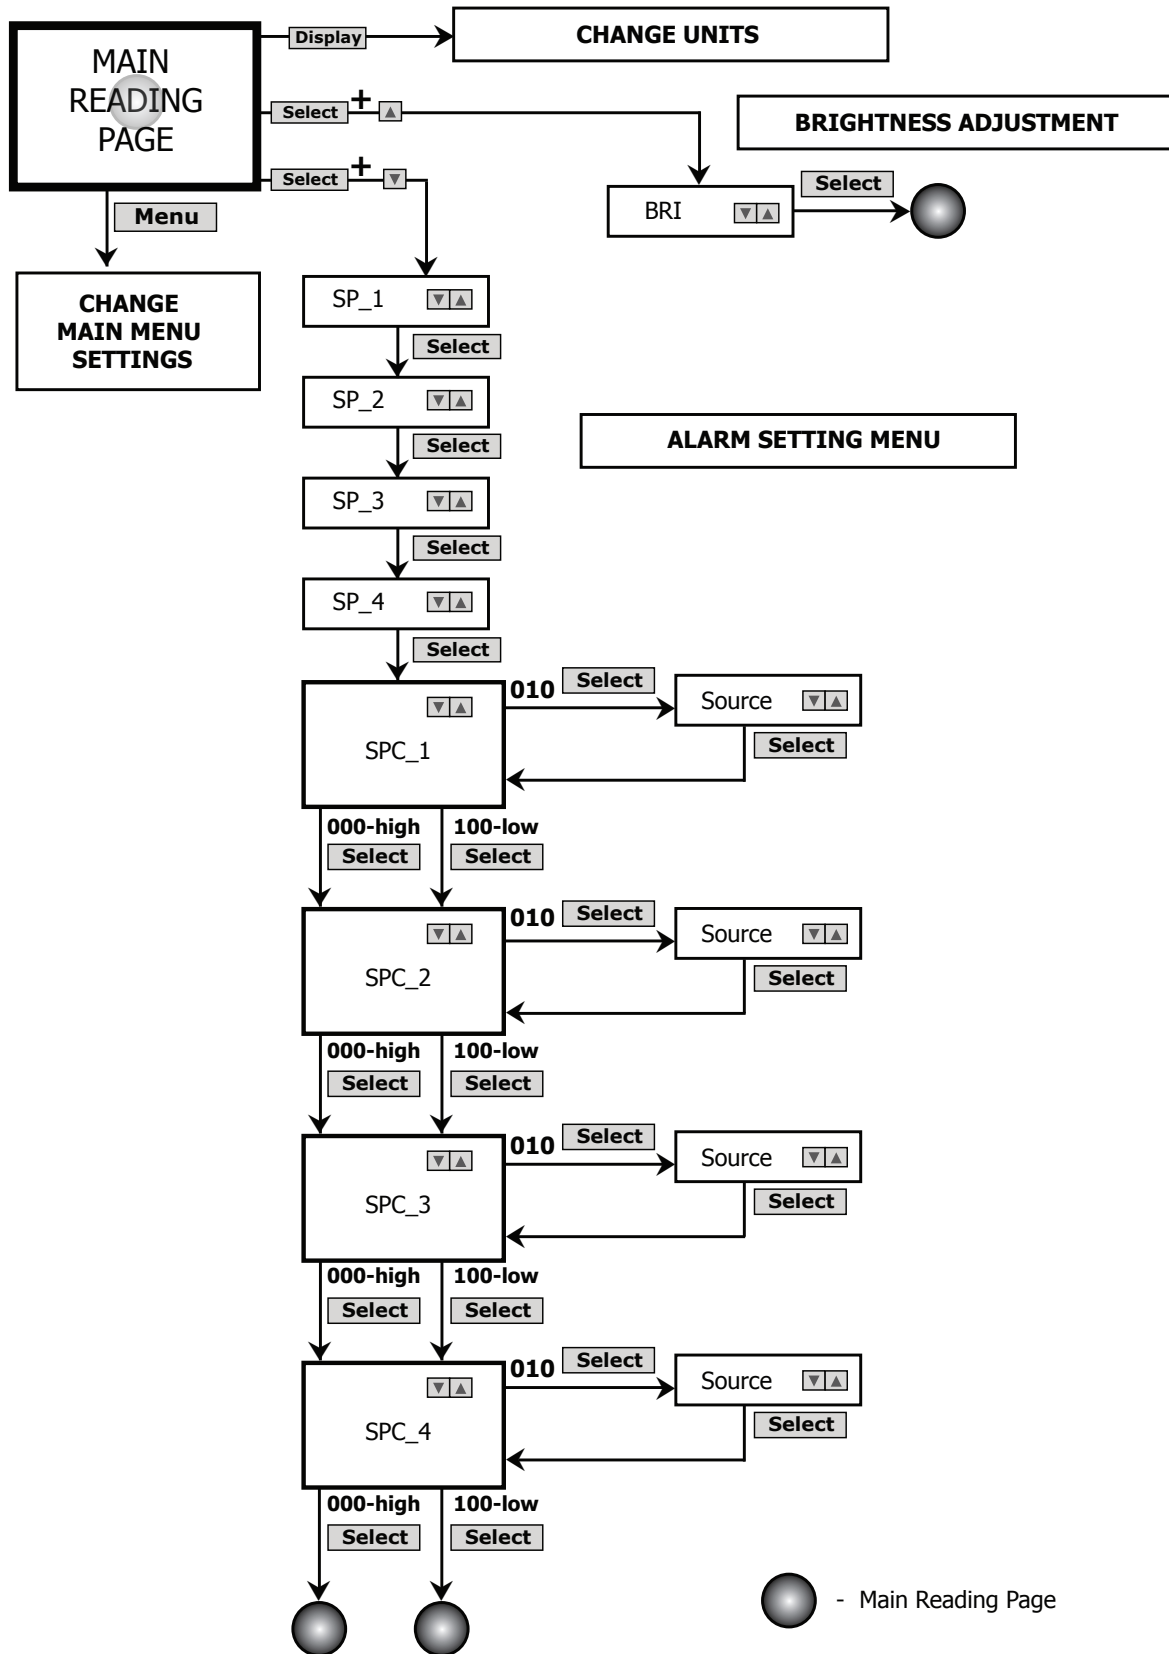 MAIN
READING
PAGE
Display
CHANGE UNITS
Select + ▲
BRIGHTNESS ADJUSTMENT
Select + ▼
BRI ▼ ▲
Select
Menu
CHANGE
MAIN MENU
SETTINGS
SP_1 ▼ ▲
Select
SP_2 ▼ ▲
Select
ALARM SETTING MENU
SP_3 ▼ ▲
Select
SP_4 ▼ ▲
Select
▼ ▲
SPC_1
010 Select
Source ▼ ▲
Select
000-high 100-low
Select Select
▼ ▲
SPC_2
010 Select
Source ▼ ▲
Select
000-high 100-low
Select Select
▼ ▲
SPC_3
010 Select
Source ▼ ▲
Select
000-high 100-low
Select Select
▼ ▲
SPC_4
010 Select
Source ▼ ▲
Select
000-high 100-low
Select Select
- Main Reading Page